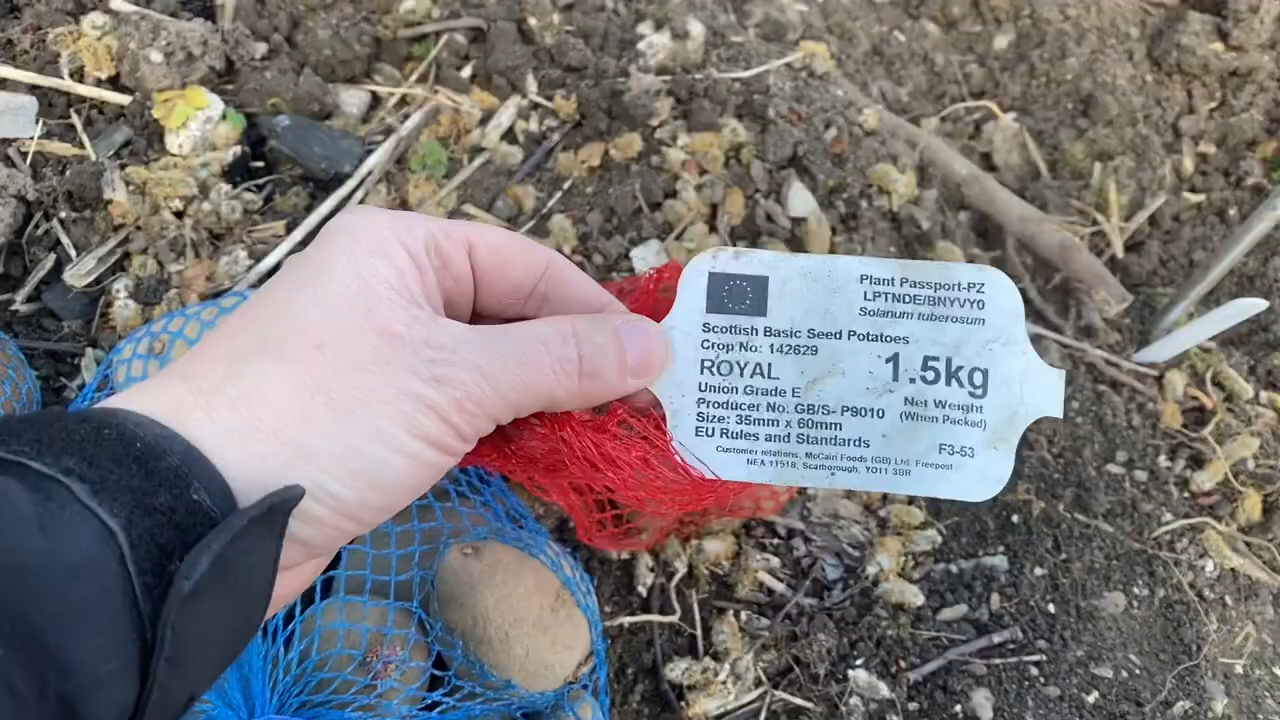 Plant Passport-PZ
LPTNDE/BNYVY0
Solanum tuberosum
Scottish Basic Seed Potatoes
Crop No: 142629
ROYAL
1.5kg
Union Grade E
Net Weight
Producer No: GB/S- P9010
(When Packed)
Size: 35mm x 60mm
EU Rules and Standards
F3-53
Customer relations, McCain Foods (GB) Ltd. Freepost
NEA 11518, Scarborough, YO11 3BR